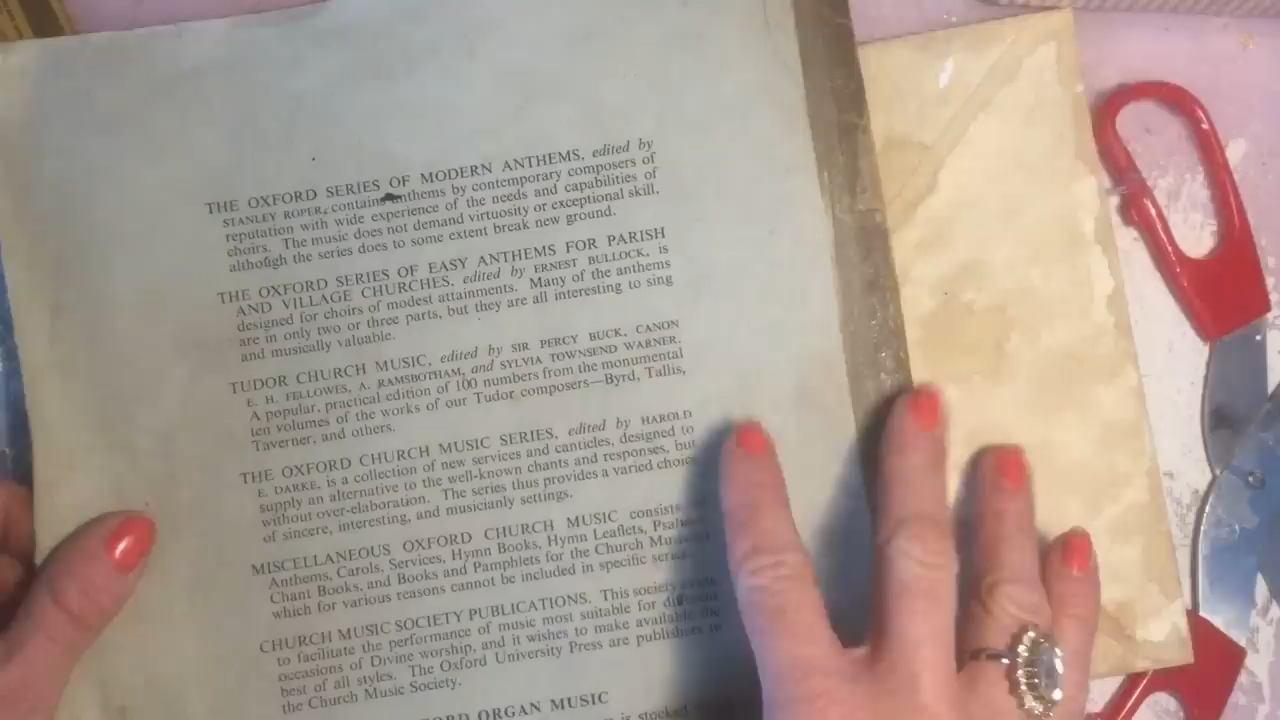 THE OXFORD SERIES OF MODERN ANTHEMS, edited by
STANLEY ROPER, contains anthems by contemporary composers of
reputation with wide experience of the needs and capabilities of
choirs. The music does not demand virtuosity or exceptional skill,
although the series does to some extent break new ground.
THE OXFORD SERIES OF EASY ANTHEMS FOR PARISH
AND VILLAGE CHURCHES, edited by ERNEST BULLOCK, is
designed for choirs of modest attainments. Many of the anthems
are in only two or three parts, but they are all interesting to sing
and musically valuable.
TUDOR CHURCH MUSIC, edited by SIR PERCY BUCK, CANON
E. H. FELLOWES, A. RAMSBOTHAM, and SYLVIA TOWNSEND WARNER.
A popular, practical edition of 100 numbers from the monumental
ten volumes of the works of our Tudor composers—Byrd, Tallis,
Taverner, and others.
THE OXFORD CHURCH MUSIC SERIES, edited by HAROLD
E. DARKE, is a collection of new services and canticles, designed to
supply an alternative to the well-known chants and responses, but
without over-elaboration. The series thus provides a varied choice
of sincere, interesting, and musicianly settings.
MISCELLANEOUS OXFORD CHURCH MUSIC consists
Anthems, Carols, Services, Hymn Books, Hymn Leaflets,
Chant Books, and Books and Pamphlets for the Church
which for various reasons cannot be included in specific
CHURCH MUSIC SOCIETY PUBLICATIONS. This society
to facilitate the performance of music most suitable for different
occasions of Divine worship, and it wishes to make available the
best of all styles. The Oxford University Press are publishers to
the Church Music Society.
ORGAN MUSIC
is stocked